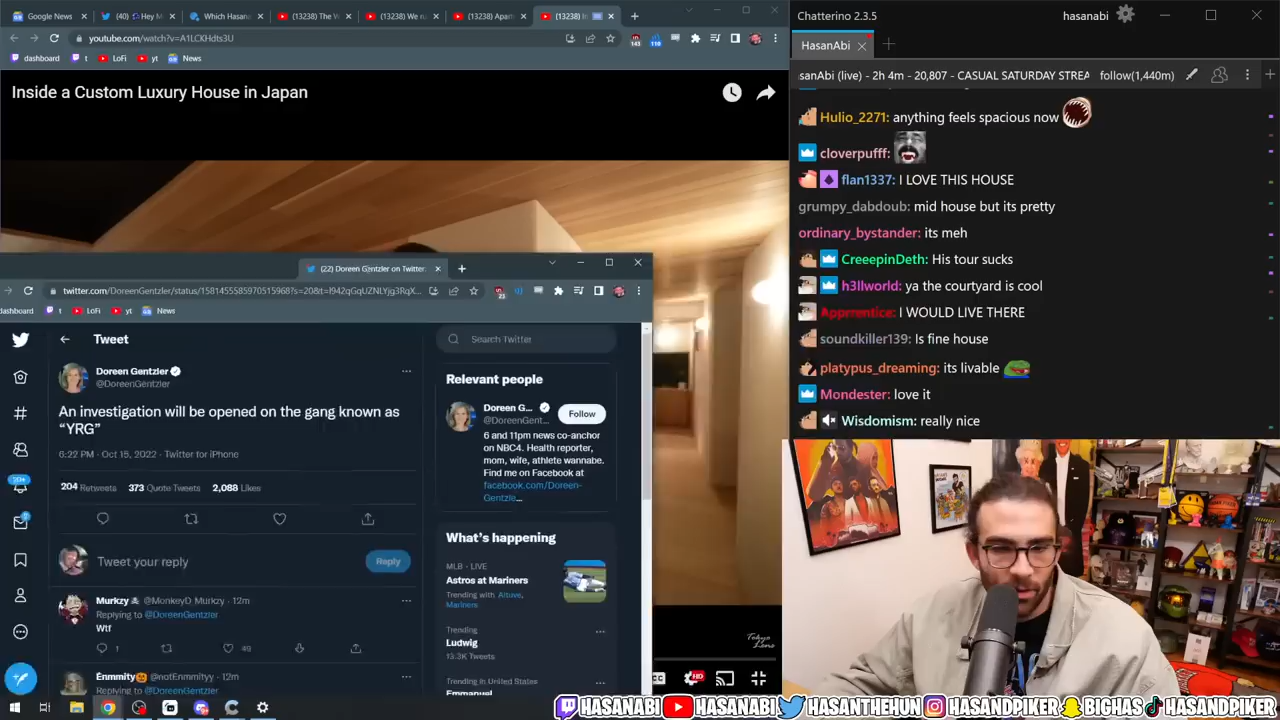 Google News
(40)
Hey M
Which Hasana
(13238) The V
(13238) We r
(13238) Apar
(13238) I
youtube.com/watch?v=A1LCKHdts3U
dashboard
t
LoFi
yt
News
Inside a Custom Luxury House in Japan
(22) Doreen Gentzler on Twitter:
twitter.com/DoreenGentzler/status/1581455585970515968?s=20&t=I942qGqUZNLYjg3RqX...
dashboard
t
LoFi
yt
News
Tweet
Search Twitter
Doreen Gentzler
@DoreenGentzler
An investigation will be opened on the gang known as
“YRG”
6:22 PM · Oct 15, 2022 · Twitter for iPhone
204 Retweets 373 Quote Tweets 2,088 Likes
Tweet your reply
Reply
Murkzy @MonkeyD_Murkzy · 12m
Replying to @DoreenGentzler
Wtf
1
49
Enmmity @notEnmmityy · 12m
Replying to @DoreenGentzler
20+
Relevant people
Doreen G...
@DoreenGent...
Follow
6 and 11pm news co-anchor
on NBC4. Health reporter,
mom, wife, athlete wannabe.
Find me on Facebook at
facebook.com/Doreen-
Gentzle...
What’s happening
MLB · LIVE
Astros at Mariners
Trending with Altuve,
Mariners
Trending
Ludwig
13.3K Tweets
Trending in United States
Emmanuel
Tokyo
Lens
CC
HD
Chatterino 2.3.5
hasanabi
HasanAbi
sanAbi (live) - 2h 4m - 20,807 - CASUAL SATURDAY STREA
follow(1,440m)
Hulio_2271: anything feels spacious now
cloverpufff:
flan1337: I LOVE THIS HOUSE
grumpy_dabdoub: mid house but its pretty
ordinary_bystander: its meh
CreeepinDeth: His tour sucks
h3llworld: ya the courtyard is cool
Apprrentice: I WOULD LIVE THERE
soundkiller139: Is fine house
platypus_dreaming: its livable
Mondester: love it
Wisdomism: really nice
HASANABI HASANABI HASANTHEHUN HASANDPIKER BIGHAS HASANDPIKER